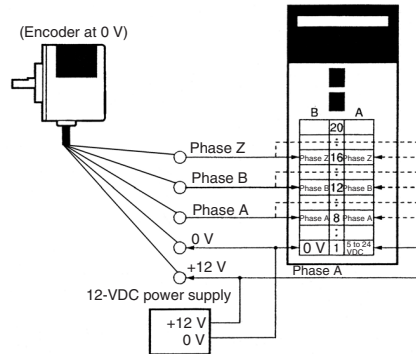 (Encoder at 0 V)
B A
20
Phase Z
Phase Z 16 Phase Z
Phase B
Phase B 12 Phase B
Phase A
Phase A 8 Phase A
0 V
0 V 1 5 to 24 VDC
+12 V
Phase A
12-VDC power supply
+12 V
0 V